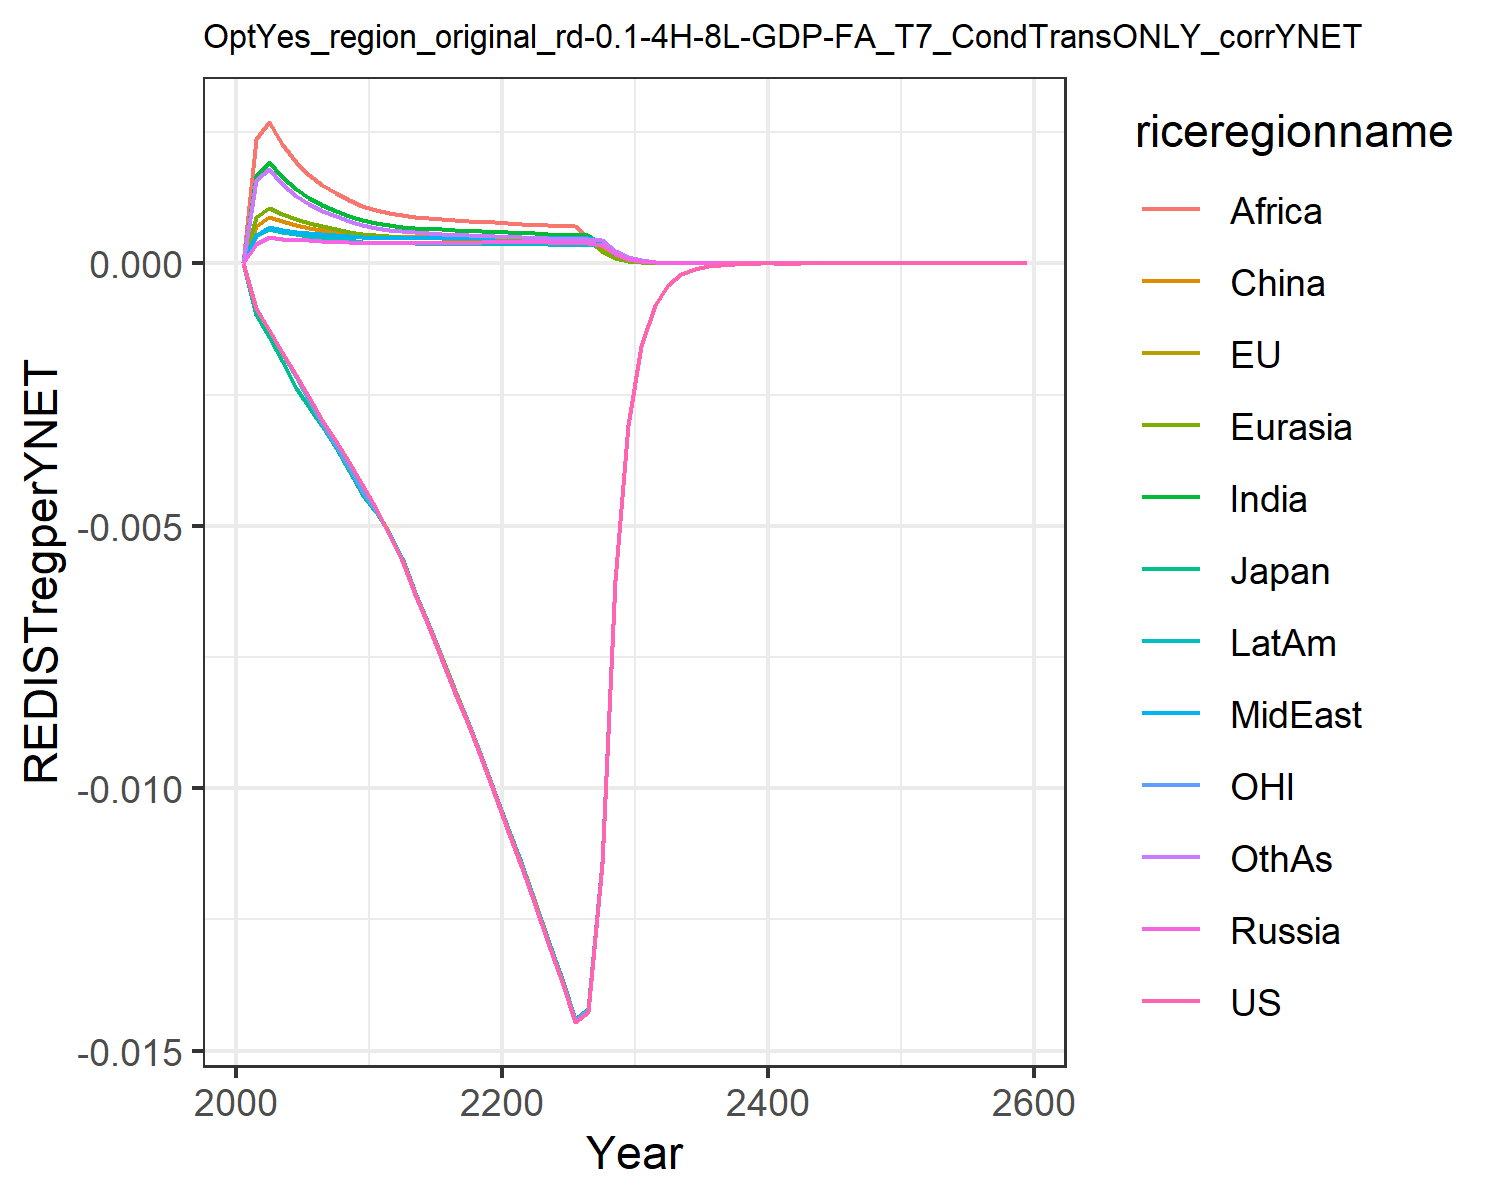 OptYes_region_original_rd-0.1-4H-8L-GDP-FA_T7_CondTransONLY_corrYNET
REDISTregperYNET
0.000
-0.005
-0.010
-0.015
2000 2200 2400 2600
Year
riceregionname
Africa
China
EU
Eurasia
India
Japan
LatAm
MidEast
OHI
OthAs
Russia
US